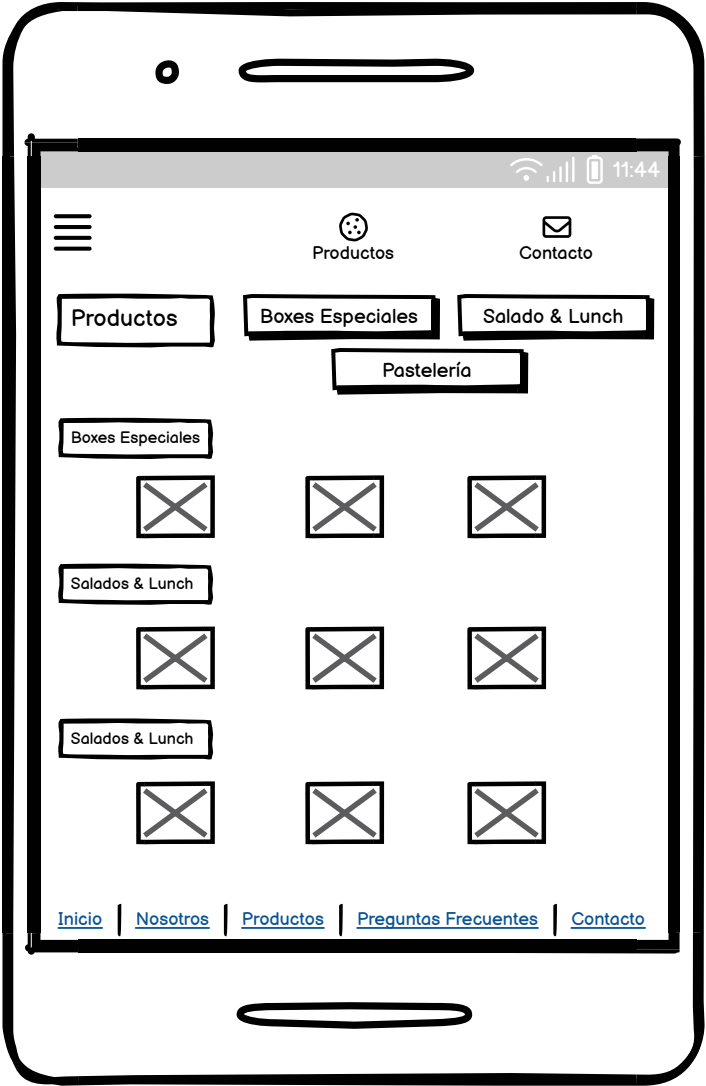 11:44
Productos Contacto
Productos Boxes Especiales Salado & Lunch
Pastelería
Boxes Especiales
Salados & Lunch
Salados & Lunch
Inicio Nosotros Productos Preguntas Frecuentes Contacto